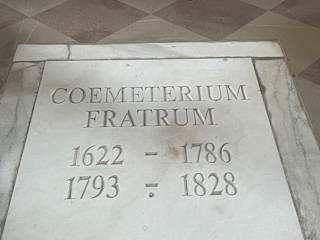 COEMETERIUM
FRATRUM
1622 - 1786
1793 - 1828